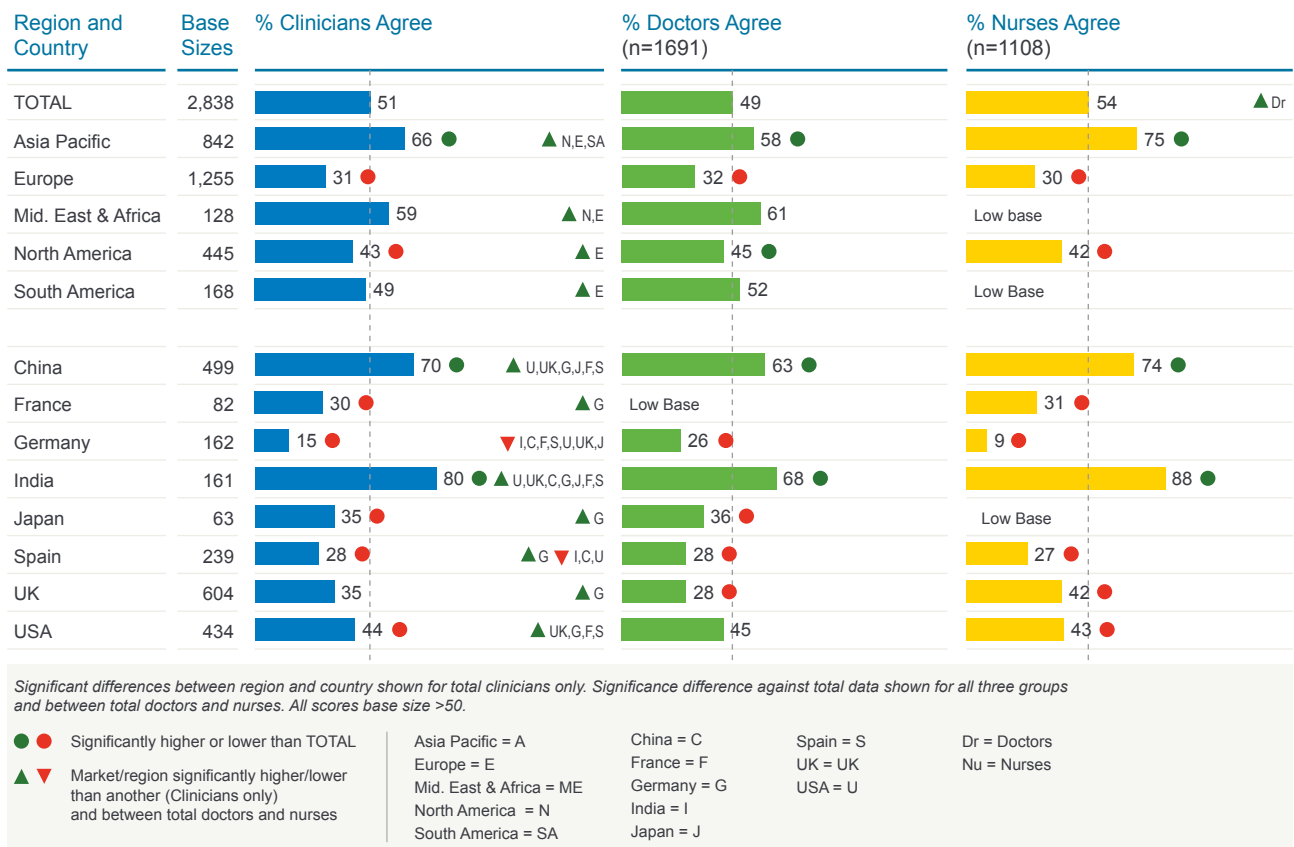 Region and Country Base Sizes % Clinicians Agree % Doctors Agree (n=1691) % Nurses Agree (n=1108)
TOTAL 2,838 51 49 54 Dr
Asia Pacific 842 66 N,E,SA 58 75
Europe 1,255 31 32 30
Mid. East & Africa 128 59 N,E 61 Low base
North America 445 43 E 45 42
South America 168 49 E 52 Low Base
China 499 70 U,UK,G,J,F,S 63 74
France 82 30 G Low Base 31
Germany 162 15 I,C,F,S,U,UK,J 26 9
India 161 80 U,UK,C,G,J,F,S 68 88
Japan 63 35 G 36 Low Base
Spain 239 28 G I,C,U 28 27
UK 604 35 G 28 42
USA 434 44 UK,G,F,S 45 43
Significant differences between region and country shown for total clinicians only. Significance difference against total data shown for all three groups
and between total doctors and nurses. All scores base size >50.
Significantly higher or lower than TOTAL
Market/region significantly higher/lower
than another (Clinicians only)
and between total doctors and nurses
Asia Pacific = A
Europe = E
Mid. East & Africa = ME
North America = N
South America = SA
China = C
France = F
Germany = G
India = I
Japan = J
Spain = S
UK = UK
USA = U
Dr = Doctors
Nu = Nurses